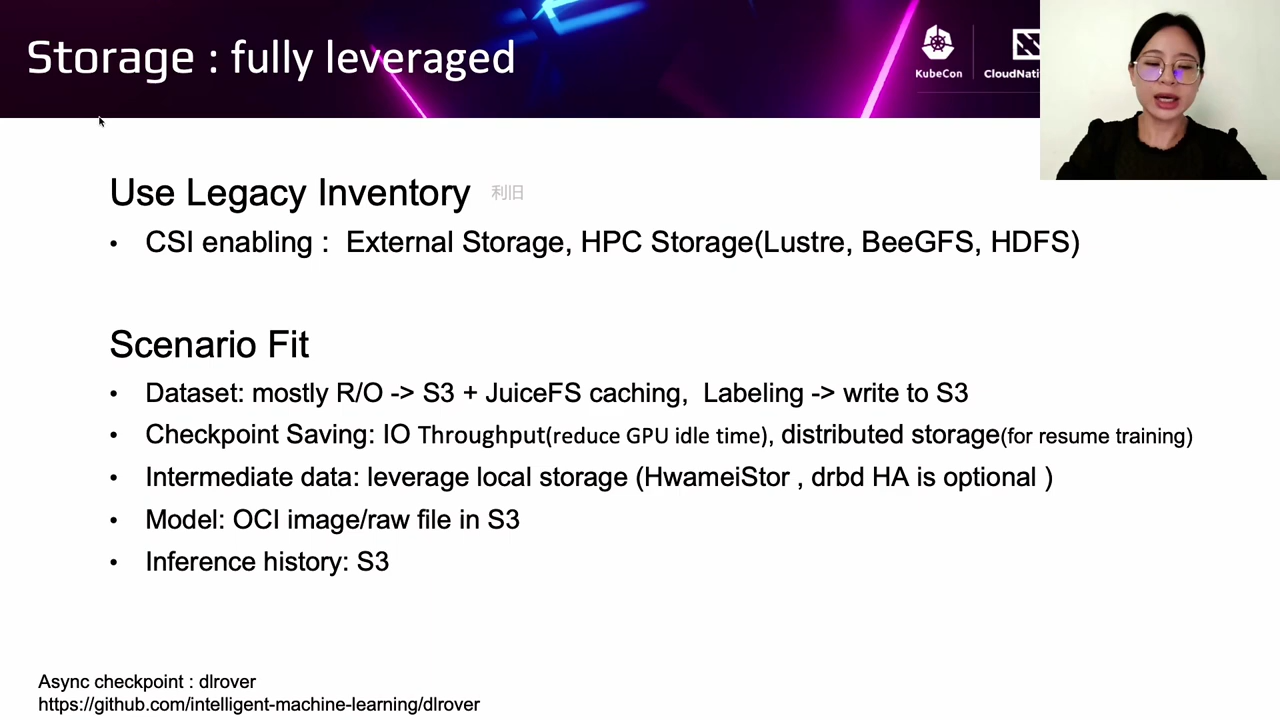 Storage : fully leveraged
KubeCon
CloudNati
Use Legacy Inventory 利旧
• CSI enabling : External Storage, HPC Storage(Lustre, BeeGFS, HDFS)
Scenario Fit
• Dataset: mostly R/O -> S3 + JuiceFS caching, Labeling -> write to S3
• Checkpoint Saving: IO Throughput(reduce GPU idle time), distributed storage(for resume training)
• Intermediate data: leverage local storage (HwameiStor , drbd HA is optional )
• Model: OCI image/raw file in S3
• Inference history: S3
Async checkpoint : dlrover
https://github.com/intelligent-machine-learning/dlrover